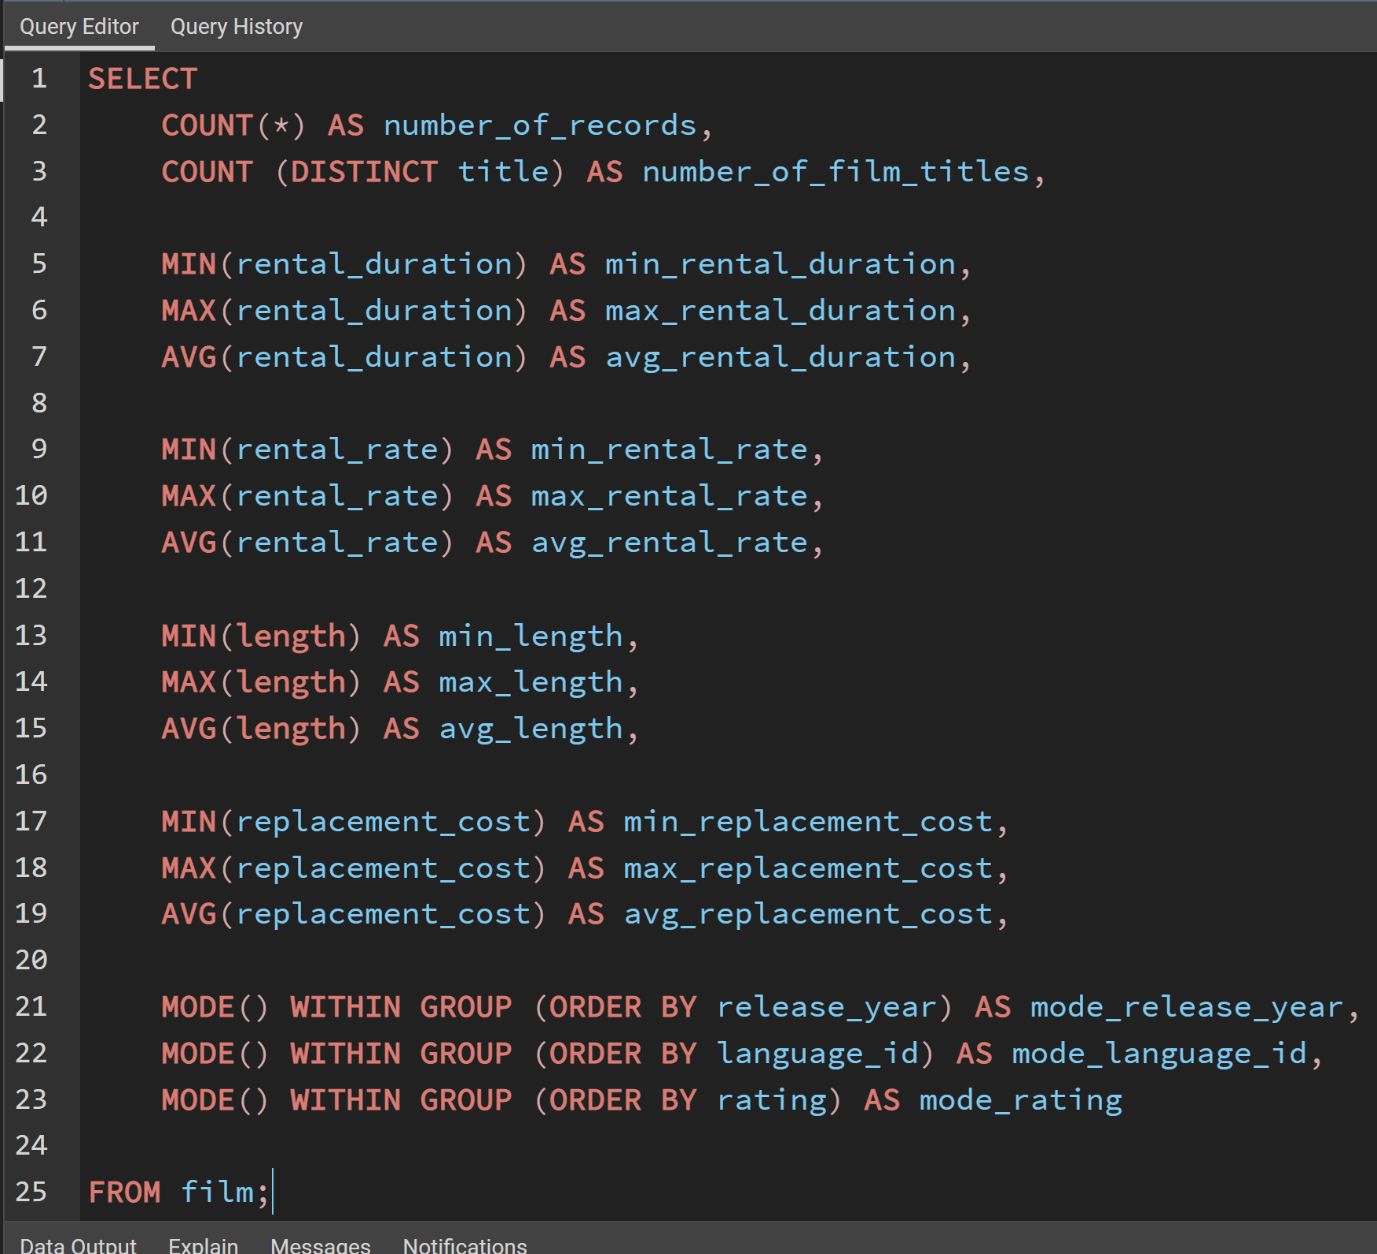 Query Editor Query History
1 SELECT
2 COUNT(*) AS number_of_records,
3 COUNT (DISTINCT title) AS number_of_film_titles,
4
5 MIN(rental_duration) AS min_rental_duration,
6 MAX(rental_duration) AS max_rental_duration,
7 AVG(rental_duration) AS avg_rental_duration,
8
9 MIN(rental_rate) AS min_rental_rate,
10 MAX(rental_rate) AS max_rental_rate,
11 AVG(rental_rate) AS avg_rental_rate,
12
13 MIN(length) AS min_length,
14 MAX(length) AS max_length,
15 AVG(length) AS avg_length,
16
17 MIN(replacement_cost) AS min_replacement_cost,
18 MAX(replacement_cost) AS max_replacement_cost,
19 AVG(replacement_cost) AS avg_replacement_cost,
20
21 MODE() WITHIN GROUP (ORDER BY release_year) AS mode_release_year,
22 MODE() WITHIN GROUP (ORDER BY language_id) AS mode_language_id,
23 MODE() WITHIN GROUP (ORDER BY rating) AS mode_rating
24
25 FROM film;
Data Output Explain Messages Notifications